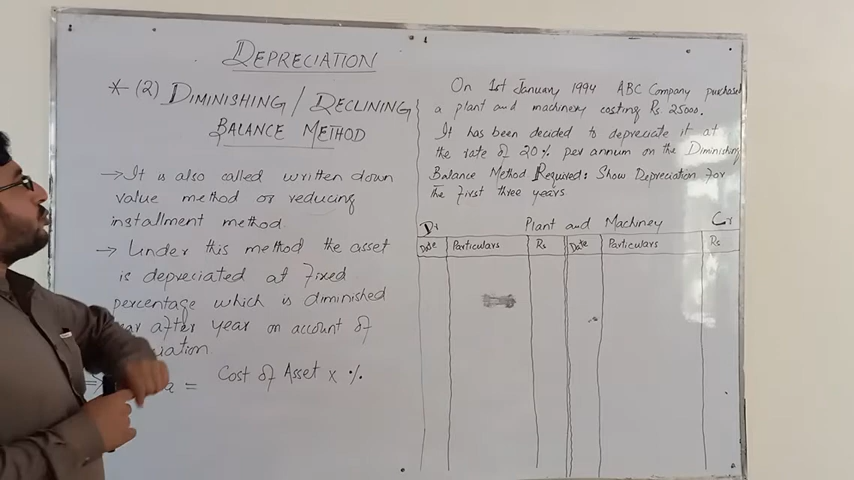 DEPRECIATION
* (2) DIMINISHING / DECLINING
BALANCE METHOD
→ It is also called written down
value method or reducing
installment method.
→ Under this method the asset
is depreciated at fixed
percentage which is diminished
after year on account of
= Cost of Asset x %
On 1st January 1994 ABC Company purchased
a plant and machinery costing Rs 25000.
It has been decided to depreciate it at
the rate of 20% per annum on the Diminishing
Balance Method Required: Show Depreciation for
The first three years
Dr Plant and Machiney Cr
Date Particulars Rs Date Particulars Rs